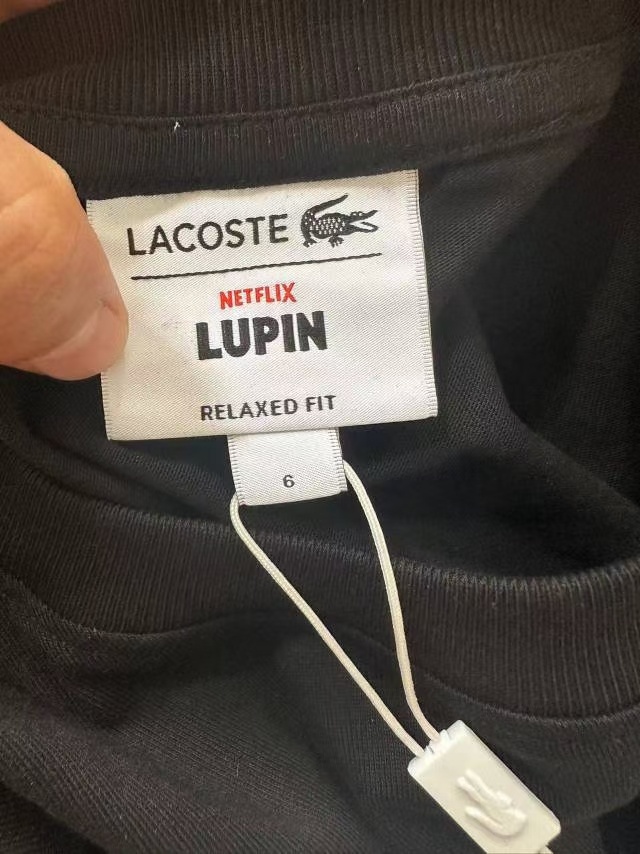 LACOSTE
NETFLIX
LUPIN
RELAXED FIT
6